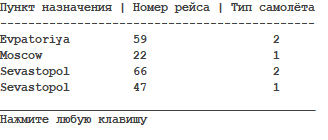 Пункт назначения | Номер рейса | Тип самолёта
Evpatoriya 59 2
Moscow 22 1
Sevastopol 66 2
Sevastopol 47 1
Нажмите любую клавишу